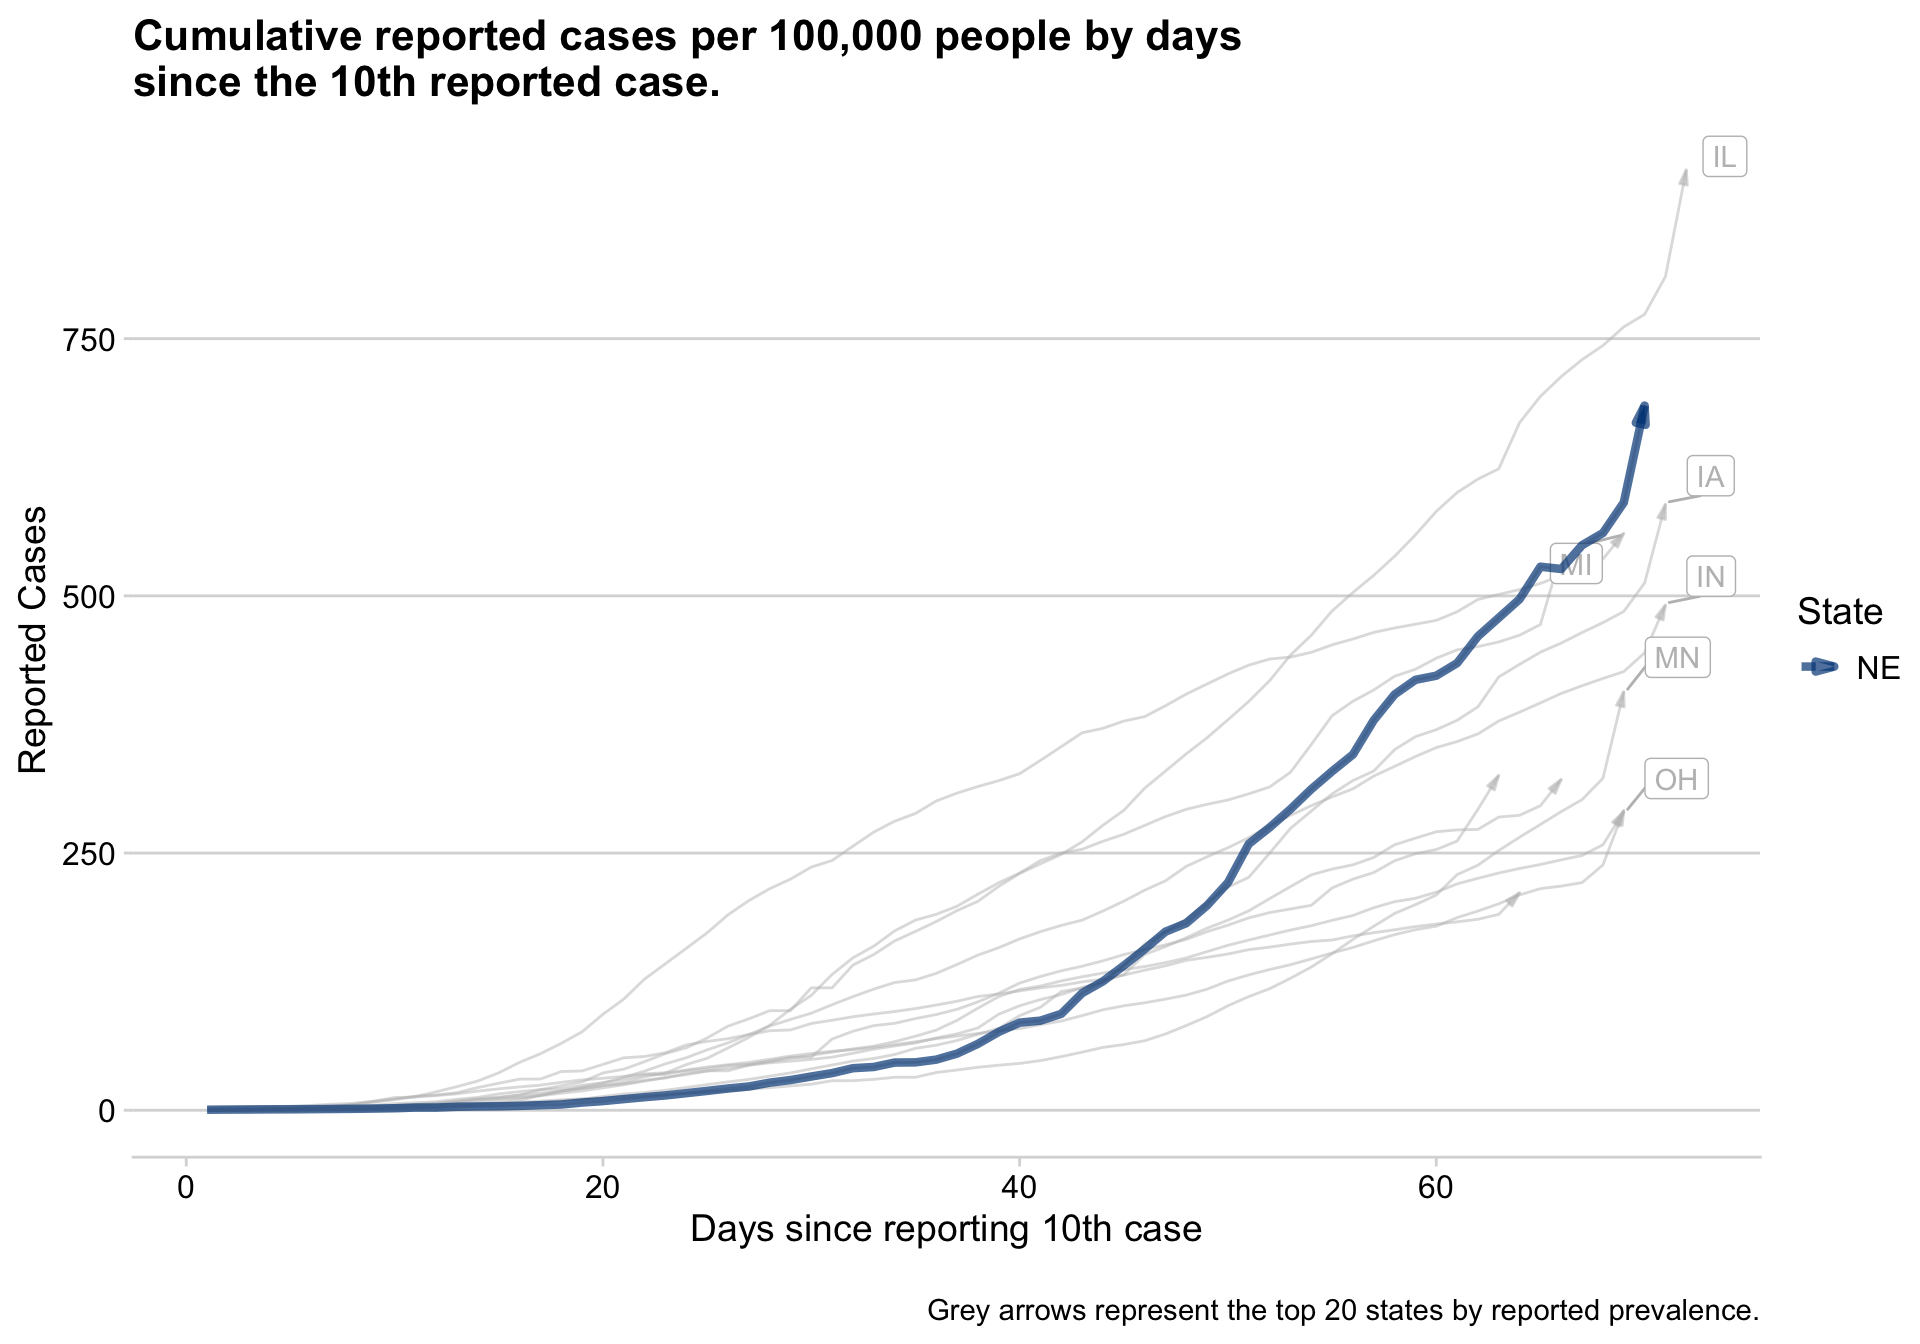 Cumulative reported cases per 100,000 people by days
since the 10th reported case.
IL
750
IA
MI
IN
500
State
NE
MN
OH
250
0
Reported Cases
0 20 40 60
Days since reporting 10th case
Grey arrows represent the top 20 states by reported prevalence.